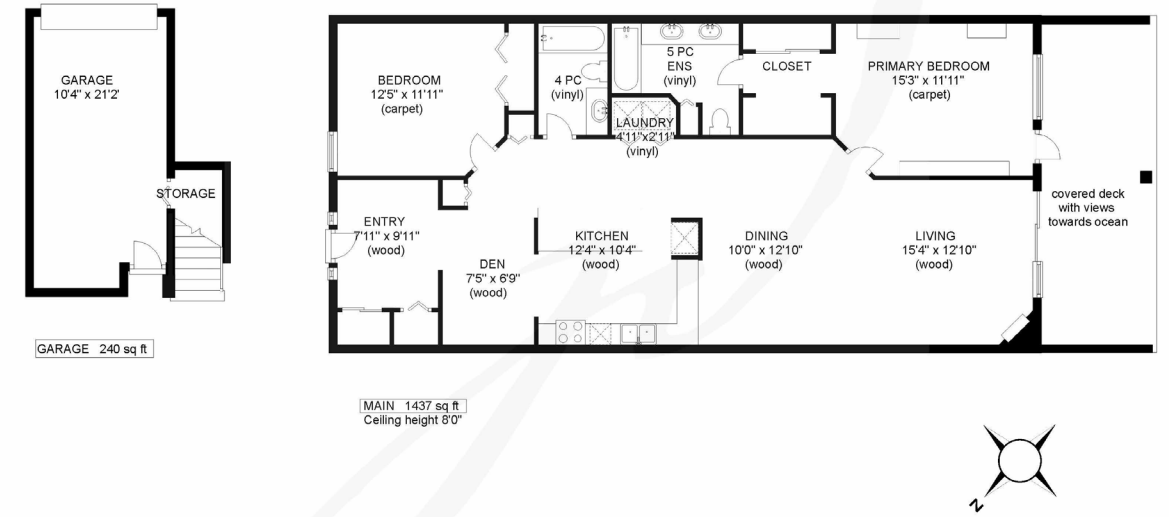 GARAGE
10'4" x 21'2'
STORAGE
GARAGE 240 sq ft
BEDROOM
12'5" x 11'11"
(carpet)
4 PC
(vinyl)
5 PC
ENS
(vinyl)
CLOSET
PRIMARY BEDROOM
15'3" x 11'11"
(carpet)
LAUNDRY
4'11"x2'11"
(vinyl)
ENTRY
7'11" x 9'11"
(wood)
DEN
7'5" x 6'9"
(wood)
KITCHEN
12'4" x 10'4"
(wood)
DINING
10'0" x 12'10"
(wood)
LIVING
15'4" x 12'10"
(wood)
covered deck
with views
towards ocean
MAIN 1437 sq ft
Ceiling height 8'0"
N